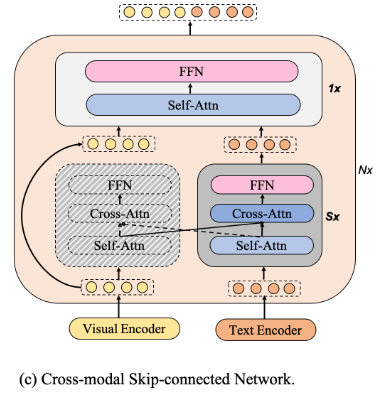 FFN
Self-Attn
1x
FFN
Cross-Attn
Self-Attn
FFN
Cross-Attn
Self-Attn
Sx
Nx
Visual Encoder
Text Encoder
(c) Cross-modal Skip-connected Network.